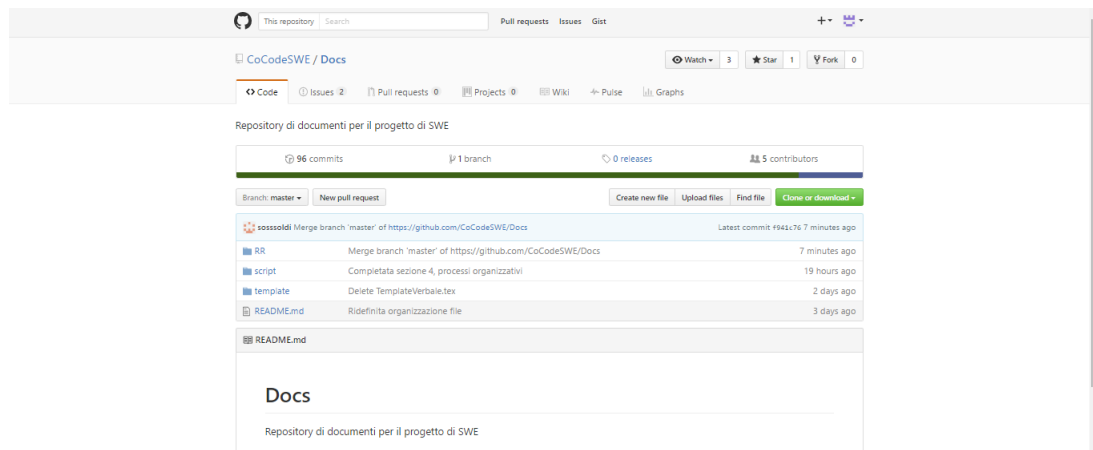 This repository Search Pull requests Issues Gist
CoCodeSWE / Docs Watch 3 Star 1 Fork 0
Code Issues 2 Pull requests 0 Projects 0 Wiki Pulse Graphs
Repository di documenti per il progetto di SWE
96 commits 1 branch 0 releases 5 contributors
Branch: master New pull request Create new file Upload files Find file Clone or download
sosssoldi Merge branch 'master' of https://github.com/CoCodeSWE/Docs Latest commit f941c76 7 minutes ago
RR Merge branch 'master' of https://github.com/CoCodeSWE/Docs 7 minutes ago
script Completata sezione 4, processi organizzativi 19 hours ago
template Delete TemplateVerbale.tex 2 days ago
README.md Ridefinita organizzazione file 3 days ago
README.md
Docs
Repository di documenti per il progetto di SWE